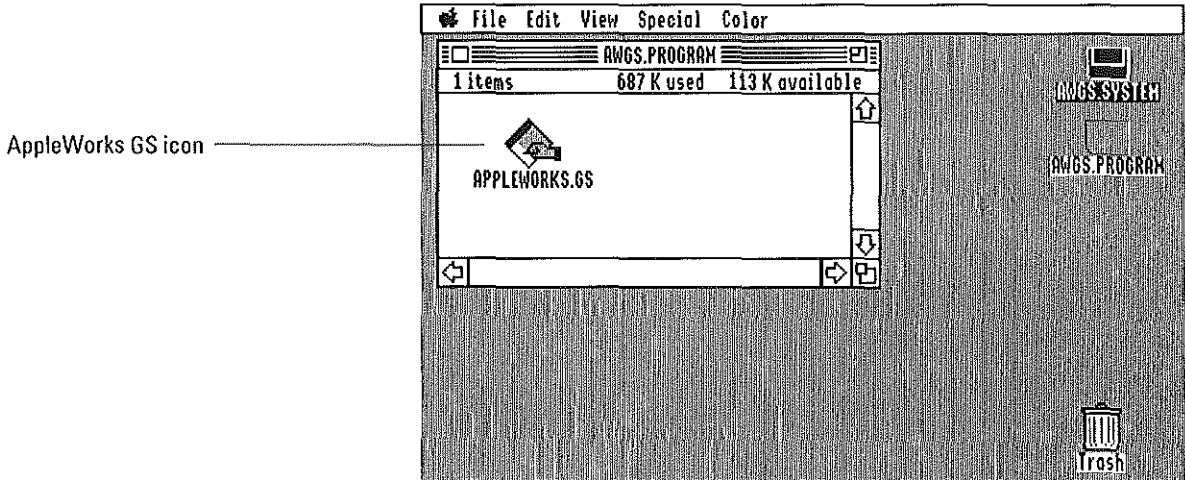 File Edit View Special Color
AWGS.PROGRAM
1 items 687 K used 113 K available
AWGS.SYSTEM
AppleWorks GS icon
APPLEWORKS.GS
AWGS.PROGRAM
Trash